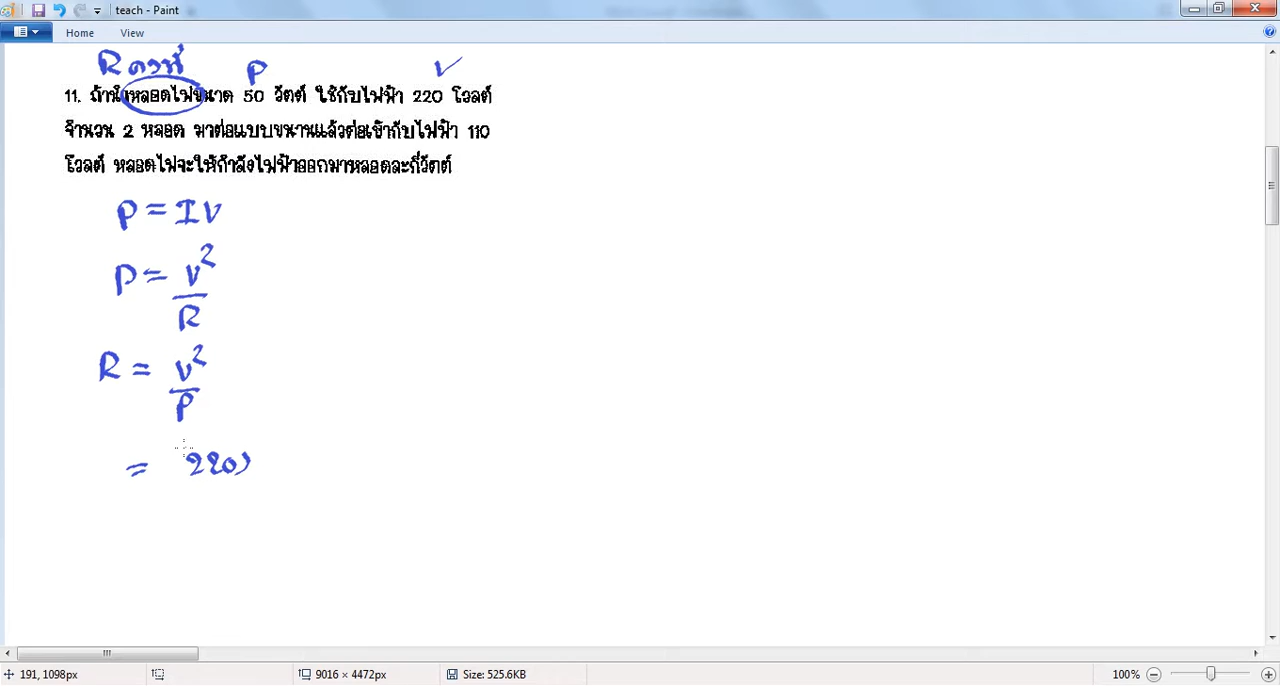 teach - Paint
Home View
R คงที่
P V
11. ถ้านำหลอดไฟขนาด 50 วัตต์ ใช้กับไฟฟ้า 220 โวลต์
จำนวน 2 หลอด มาต่อแบบขนานแล้วต่อเข้ากับไฟฟ้า 110
โวลต์ หลอดไฟจะให้กำลังไฟฟ้าออกมาหลอดละกี่วัตต์
P = IV
P = V²
R
R = V²
P
= 220)
191, 1098px 9016 × 4472px Size: 525.6KB 100%